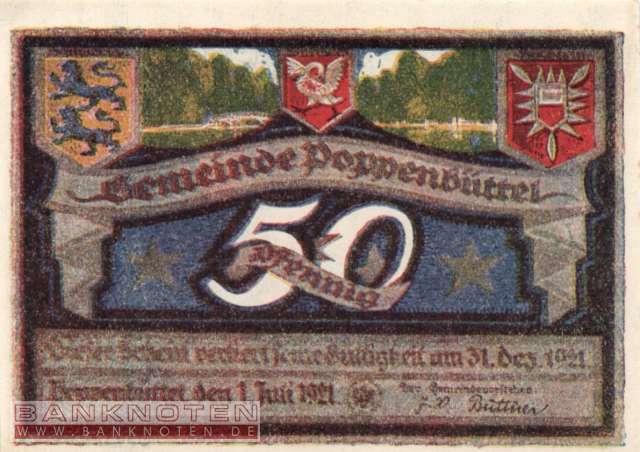 Gemeinde Poppenbüttel
50
Pfennig
Dieser Schein verliert seine Gültigkeit am 31. Dez. 1921.
Poppenbüttel den 1. Juli 1921.
Der Gemeindevorsteher:
J.V. Büttner
BANKNOTEN
WWW.BANKNOTEN.DE